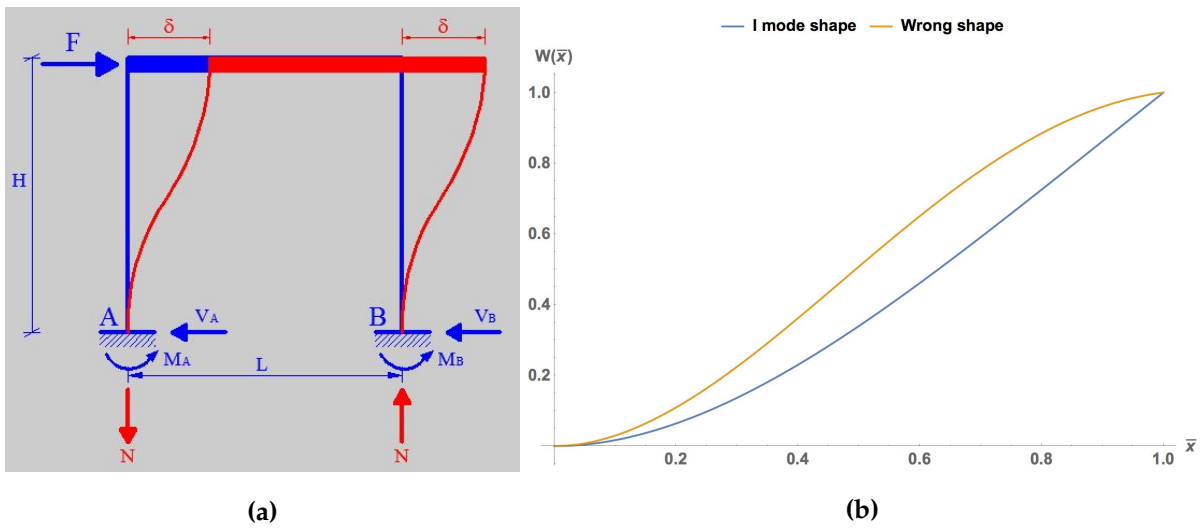 δ
δ
F
H
A
VA
B
VB
MA
L
MB
N
N
(a)
I mode shape
Wrong shape
W(x̅)
1.0
0.8
0.6
0.4
0.2
0.2
0.4
0.6
0.8
1.0
x̅
(b)